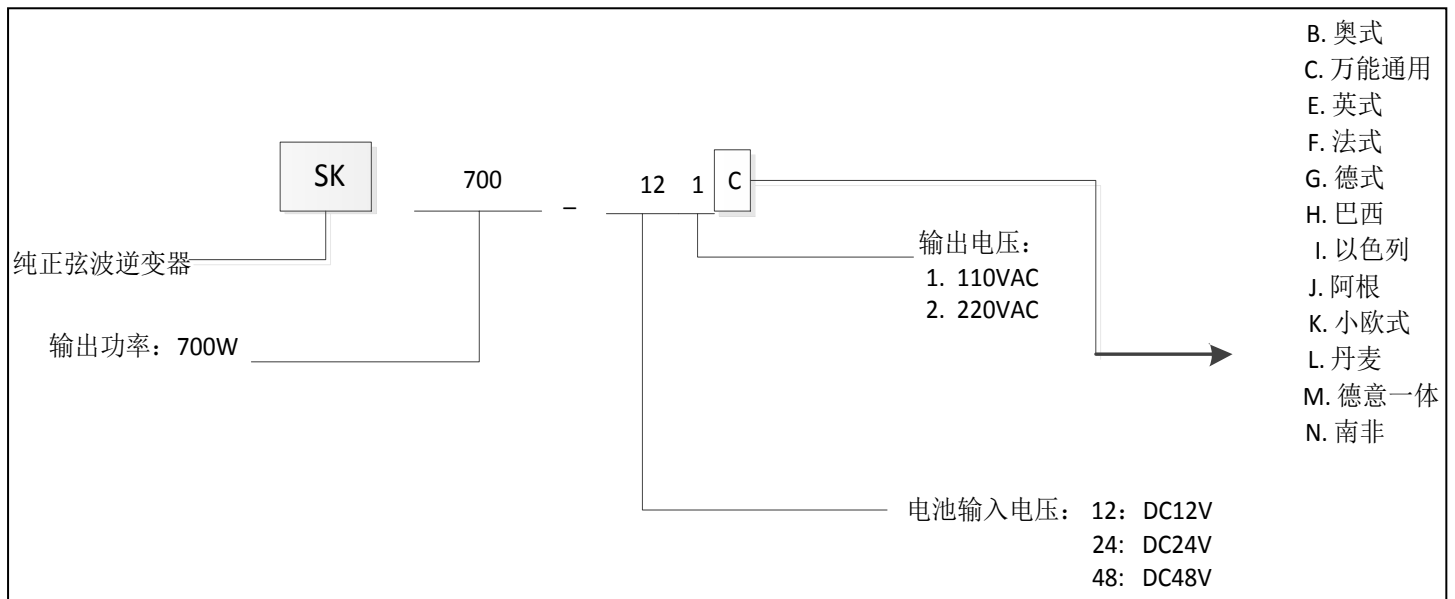 B. 奥式
C. 万能通用
E. 英式
F. 法式
G. 德式
H. 巴西
I. 以色列
J. 阿根
K. 小欧式
L. 丹麦
M. 德意一体
N. 南非
SK 700 – 12 1 C
纯正弦波逆变器
输出功率：700W
输出电压：
1. 110VAC
2. 220VAC
电池输入电压：12：DC12V
24: DC24V
48: DC48V